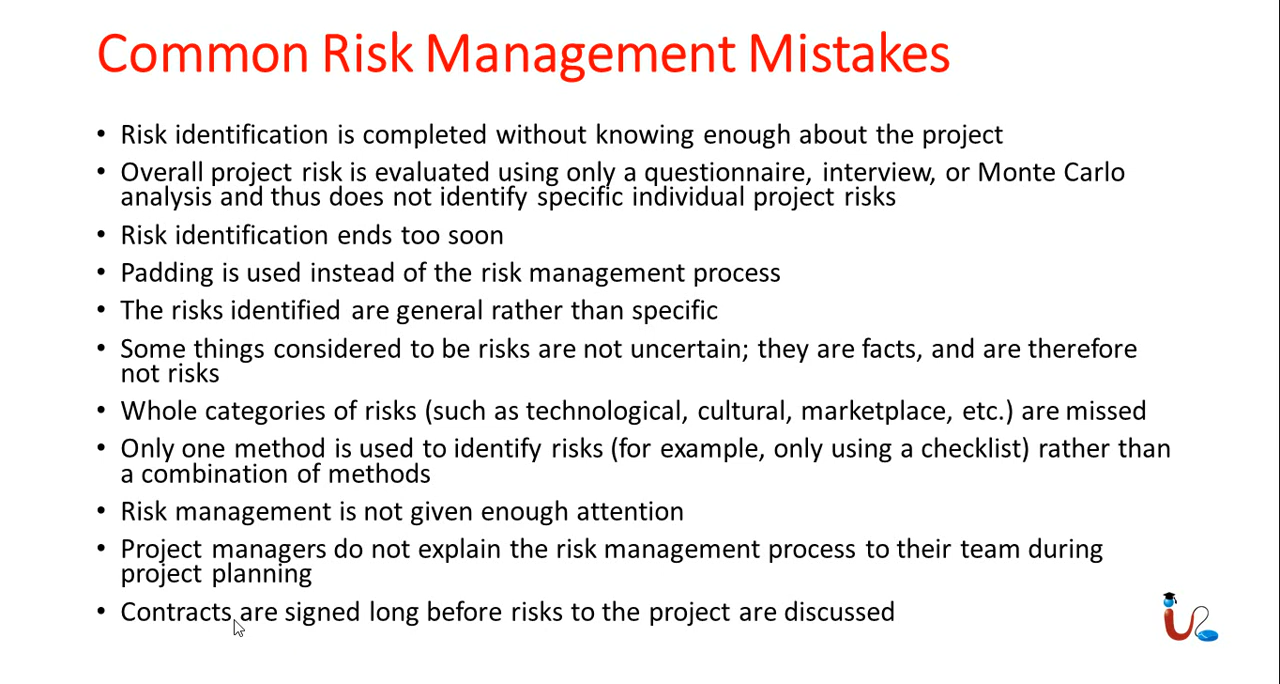 Common Risk Management Mistakes
• Risk identification is completed without knowing enough about the project
• Overall project risk is evaluated using only a questionnaire, interview, or Monte Carlo
analysis and thus does not identify specific individual project risks
• Risk identification ends too soon
• Padding is used instead of the risk management process
• The risks identified are general rather than specific
• Some things considered to be risks are not uncertain; they are facts, and are therefore
not risks
• Whole categories of risks (such as technological, cultural, marketplace, etc.) are missed
• Only one method is used to identify risks (for example, only using a checklist) rather than
a combination of methods
• Risk management is not given enough attention
• Project managers do not explain the risk management process to their team during
project planning
• Contracts are signed long before risks to the project are discussed